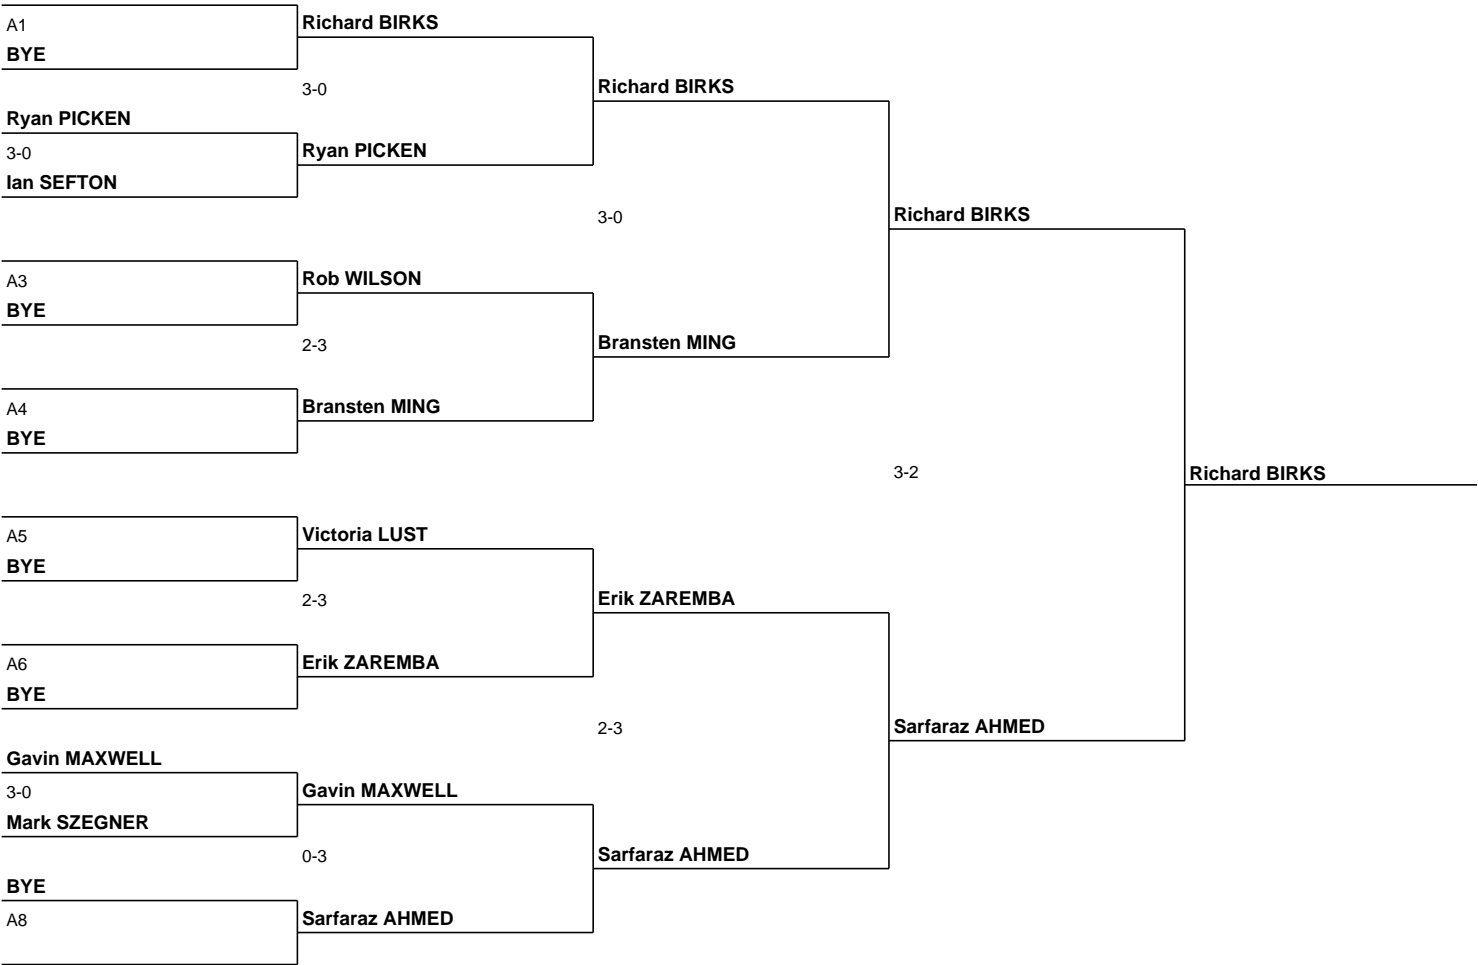 A1
BYE
Richard BIRKS
3-0
Richard BIRKS
Ryan PICKEN
3-0
Ian SEFTON
Ryan PICKEN
3-0
Richard BIRKS
A3
BYE
Rob WILSON
2-3
Bransten MING
A4
BYE
Bransten MING
3-2
Richard BIRKS
A5
BYE
Victoria LUST
2-3
Erik ZAREMBA
A6
BYE
Erik ZAREMBA
2-3
Sarfaraz AHMED
Gavin MAXWELL
3-0
Mark SZEGNER
Gavin MAXWELL
0-3
Sarfaraz AHMED
BYE
A8
Sarfaraz AHMED